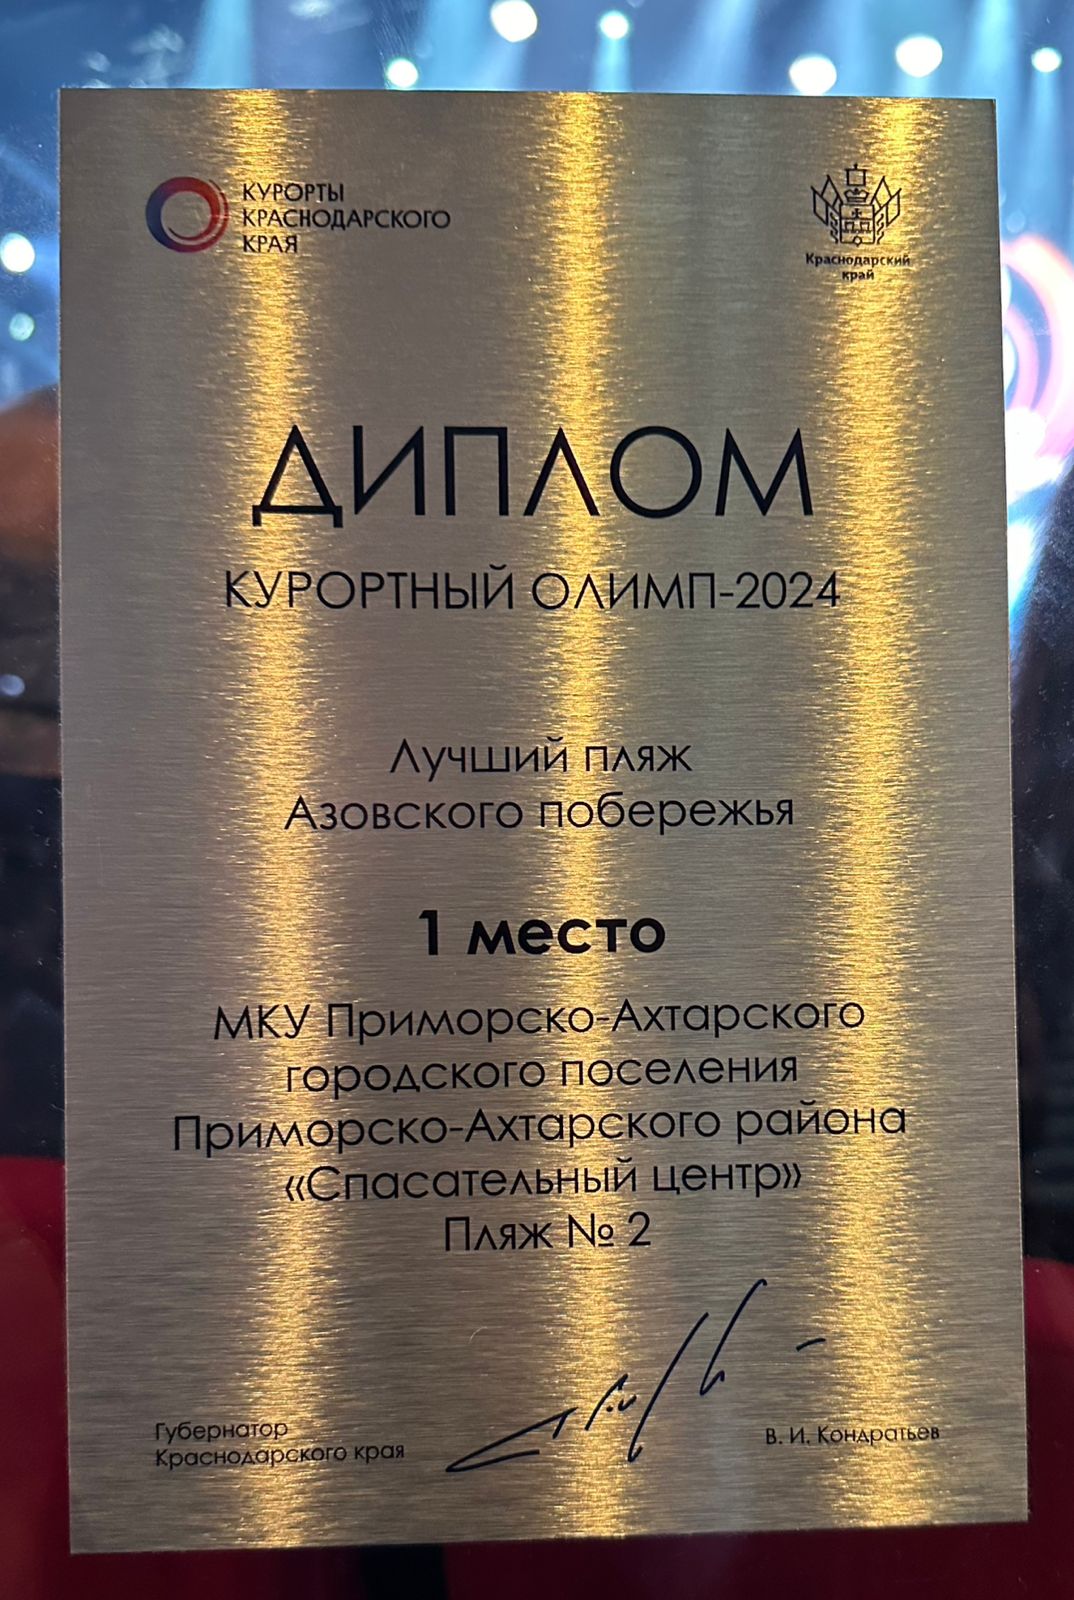 КУРОРТЫ
КРАСНОДАРСКОГО
КРАЯ
Краснодарский
край
ДИПЛОМ
КУРОРТНЫЙ ОЛИМП-2024
Лучший пляж
Азовского побережья
1 место
МКУ Приморско-Ахтарского
городского поселения
Приморско-Ахтарского района
«Спасательный центр»
Пляж № 2
Губернатор
Краснодарского края
В. И. Кондратьев